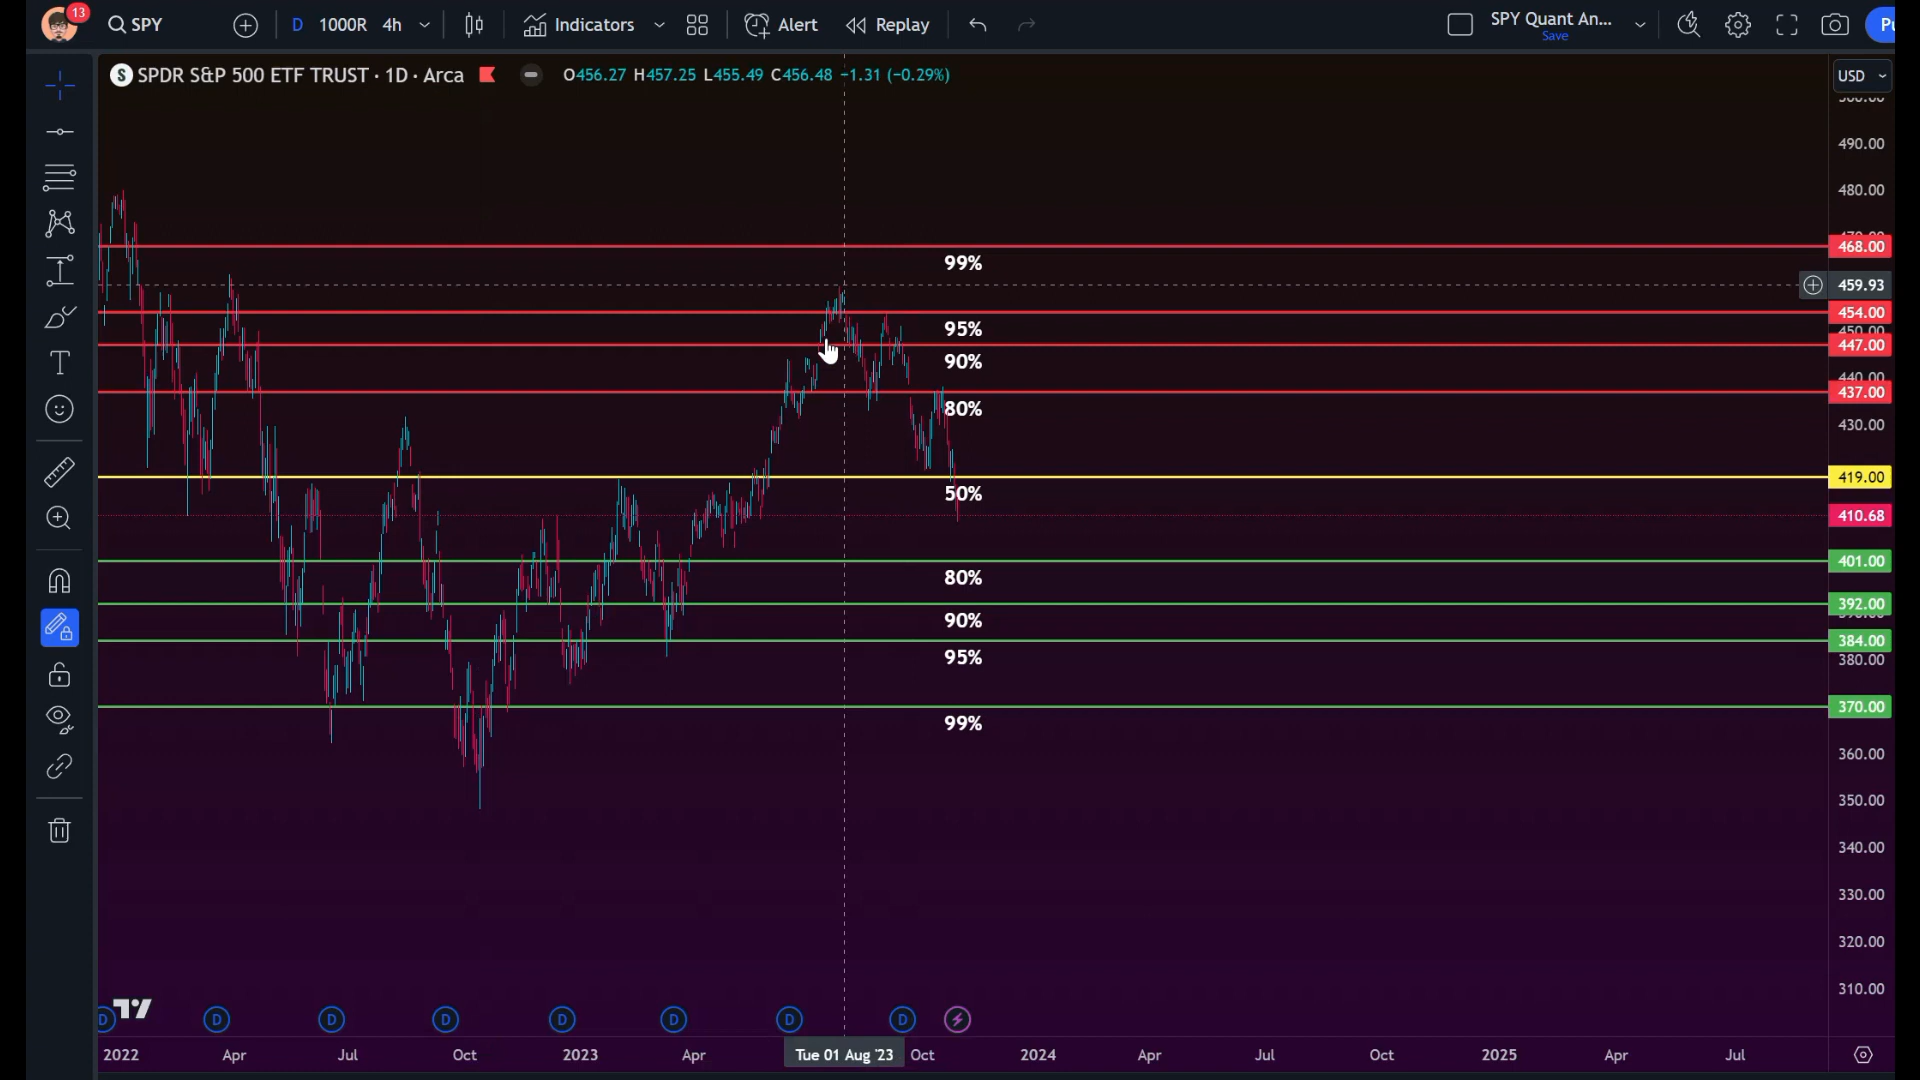 13
SPY
D 1000R 4h
Indicators
Alert
Replay
SPY Quant An...
Save
SPDR S&P 500 ETF TRUST · 1D · Arca
O456.27 H457.25 L455.49 C456.48 −1.31 (−0.29%)
USD
490.00
480.00
468.00
99%
459.93
454.00
95%
450.00
447.00
90%
440.00
437.00
80%
430.00
419.00
50%
410.68
401.00
80%
392.00
90%
384.00
95%
380.00
370.00
99%
360.00
350.00
340.00
330.00
320.00
310.00
D D D D D D D D
2022 Apr Jul Oct 2023 Apr Tue 01 Aug '23 Oct 2024 Apr Jul Oct 2025 Apr Jul